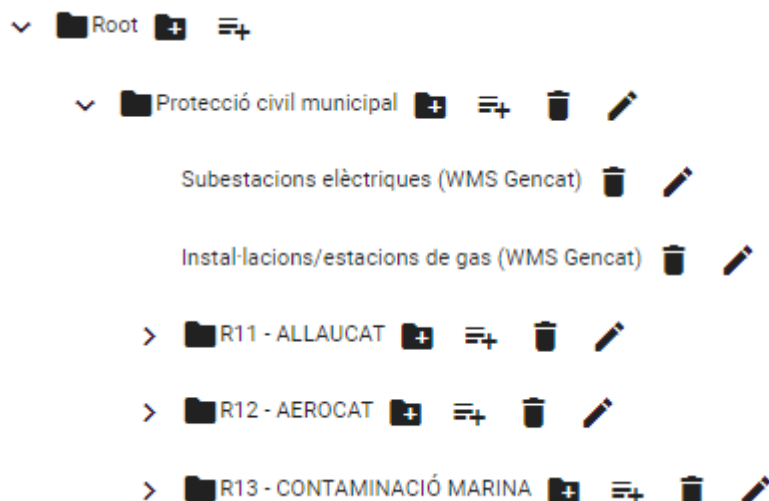 Root
Protecció civil municipal
Subestacions elèctriques (WMS Gencat)
Instal·lacions/estacions de gas (WMS Gencat)
R11 - ALLAUCAT
R12 - AEROCAT
R13 - CONTAMINACIÓ MARINA